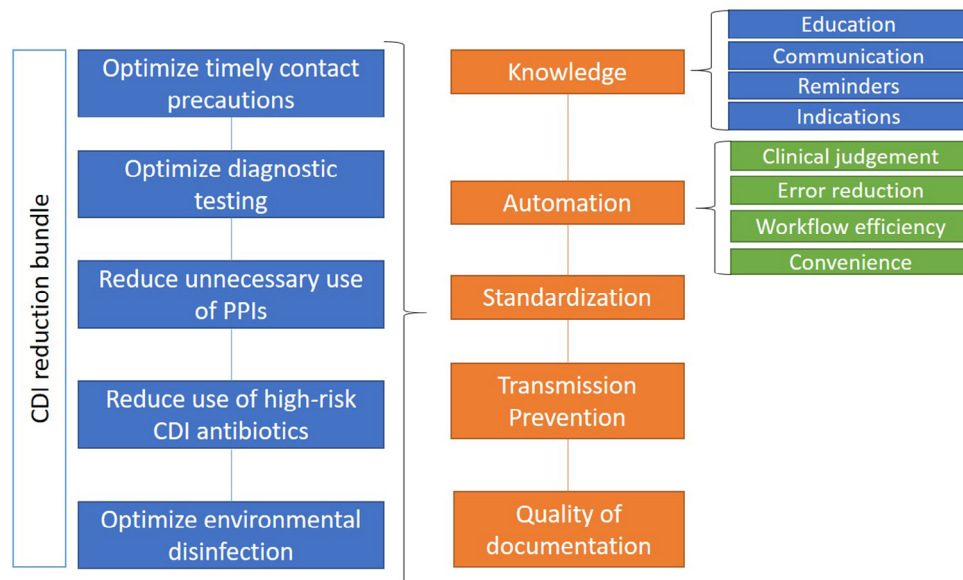 CDI reduction bundle
Optimize timely contact
precautions
Optimize diagnostic
testing
Reduce unnecessary use
of PPIs
Reduce use of high-risk
CDI antibiotics
Optimize environmental
disinfection
Knowledge
Automation
Standardization
Transmission
Prevention
Quality of
documentation
Education
Communication
Reminders
Indications
Clinical judgement
Error reduction
Workflow efficiency
Convenience